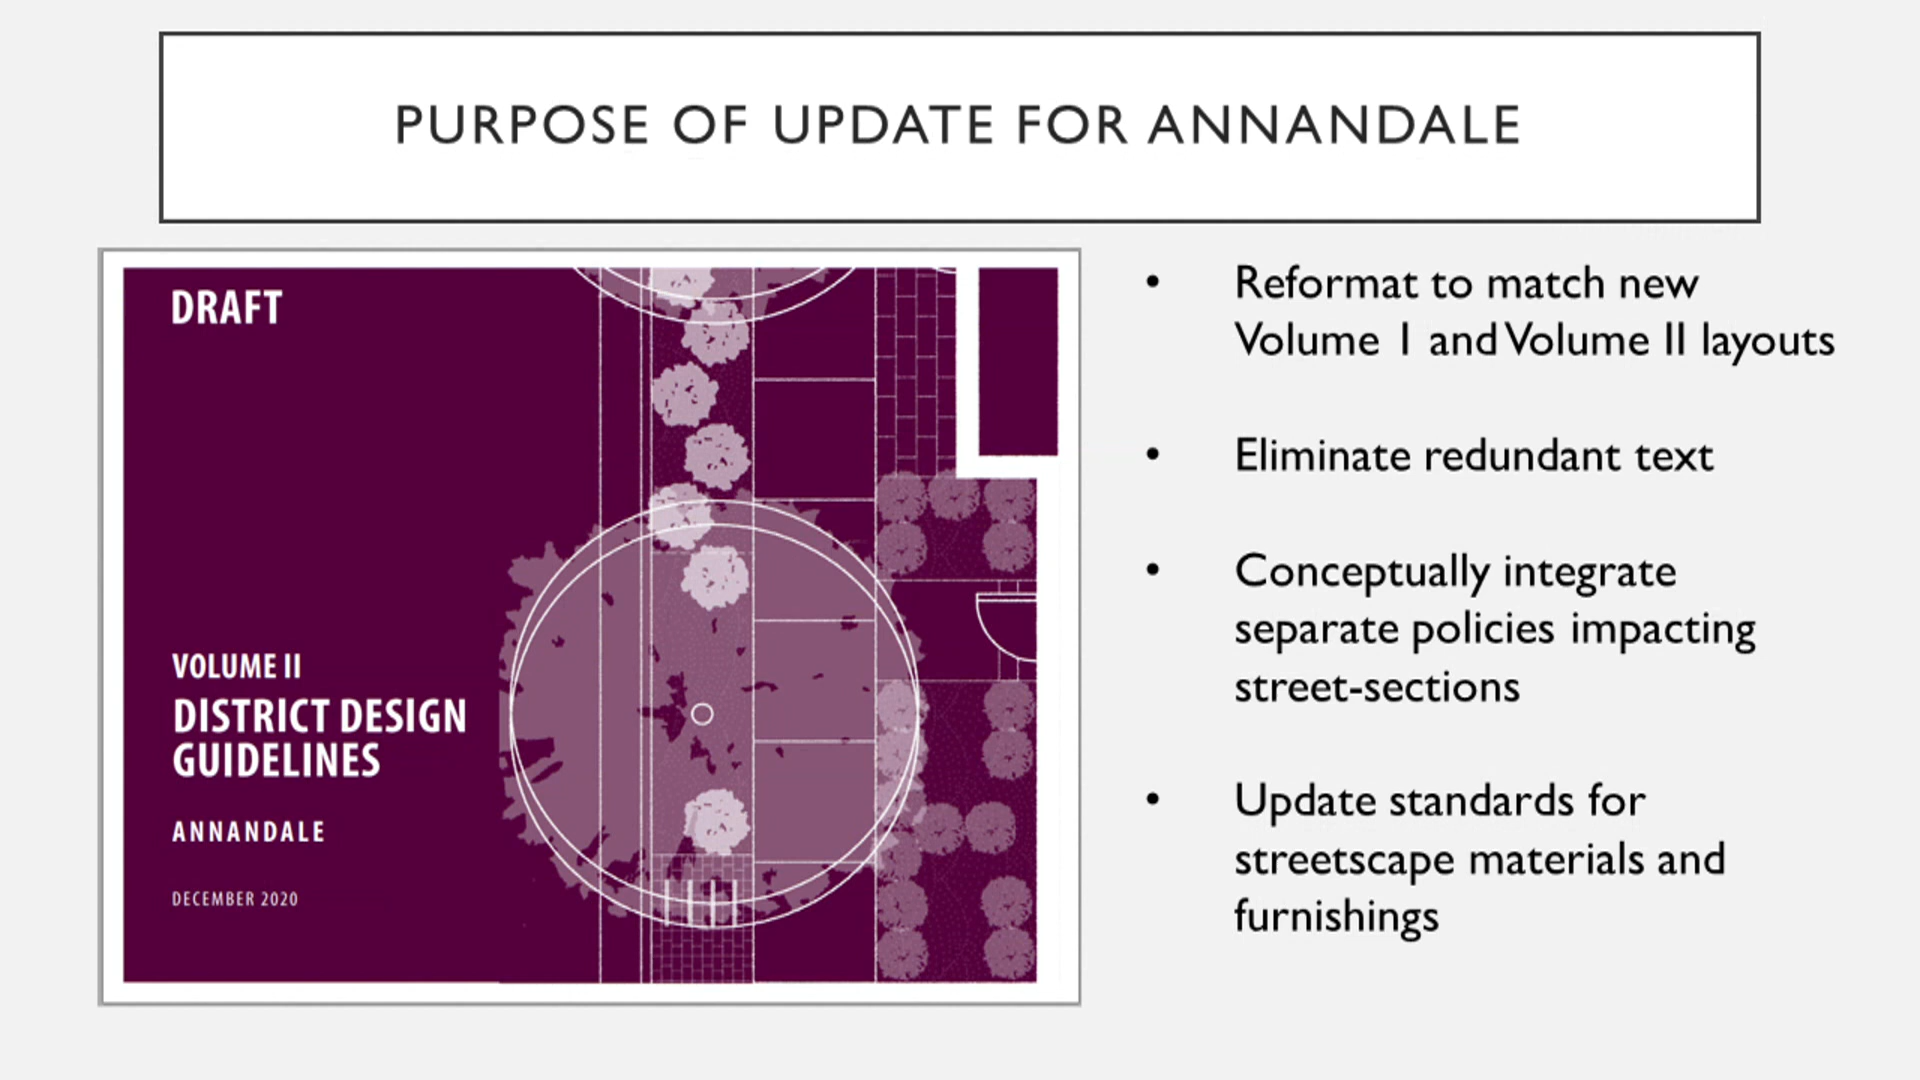 PURPOSE OF UPDATE FOR ANNANDALE
DRAFT
VOLUME II
DISTRICT DESIGN
GUIDELINES
ANNANDALE
DECEMBER 2020
• Reformat to match new
Volume 1 and Volume II layouts
• Eliminate redundant text
• Conceptually integrate
separate policies impacting
street-sections
• Update standards for
streetscape materials and
furnishings